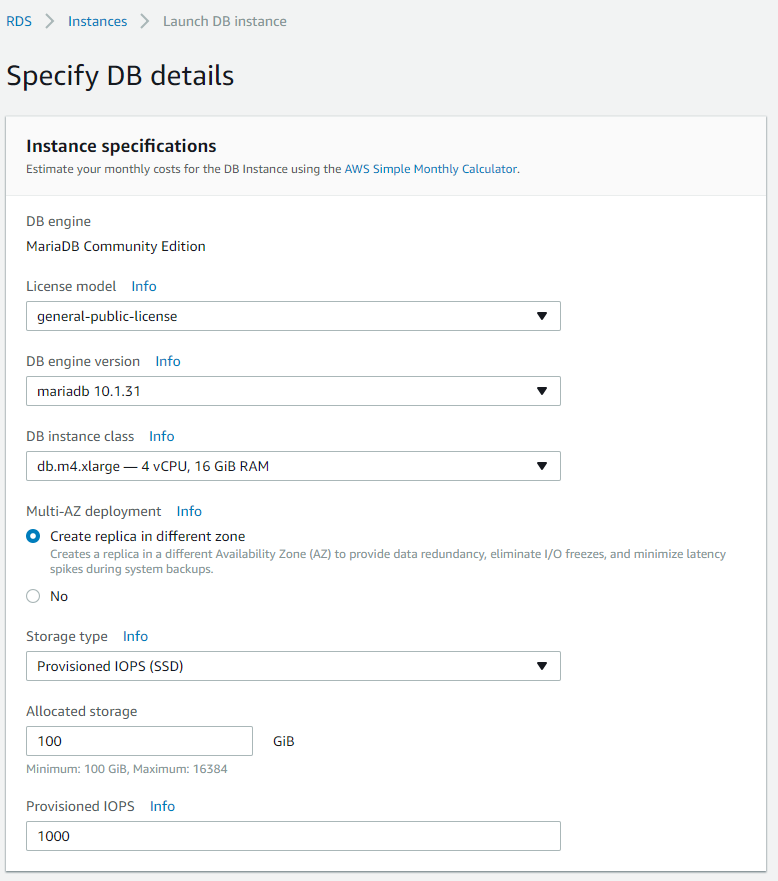 RDS > Instances > Launch DB instance
Specify DB details
Instance specifications
Estimate your monthly costs for the DB Instance using the AWS Simple Monthly Calculator.
DB engine
MariaDB Community Edition
License model Info
general-public-license
DB engine version Info
mariadb 10.1.31
DB instance class Info
db.m4.xlarge — 4 vCPU, 16 GiB RAM
Multi-AZ deployment Info
Create replica in different zone
Creates a replica in a different Availability Zone (AZ) to provide data redundancy, eliminate I/O freezes, and minimize latency
spikes during system backups.
No
Storage type Info
Provisioned IOPS (SSD)
Allocated storage
100 GiB
Minimum: 100 GiB, Maximum: 16384
Provisioned IOPS Info
1000